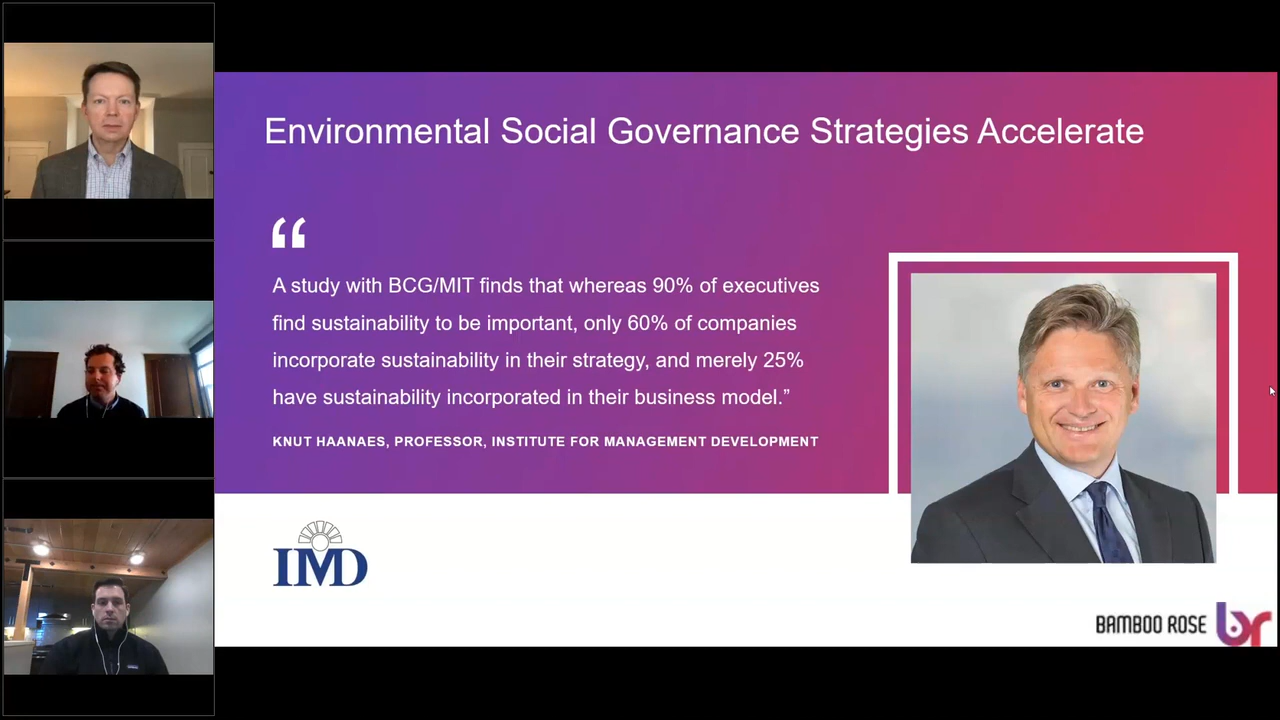 Environmental Social Governance Strategies Accelerate
“
A study with BCG/MIT finds that whereas 90% of executives
find sustainability to be important, only 60% of companies
incorporate sustainability in their strategy, and merely 25%
have sustainability incorporated in their business model.”
KNUT HAANAES, PROFESSOR, INSTITUTE FOR MANAGEMENT DEVELOPMENT
IMD
BAMBOO ROSE br